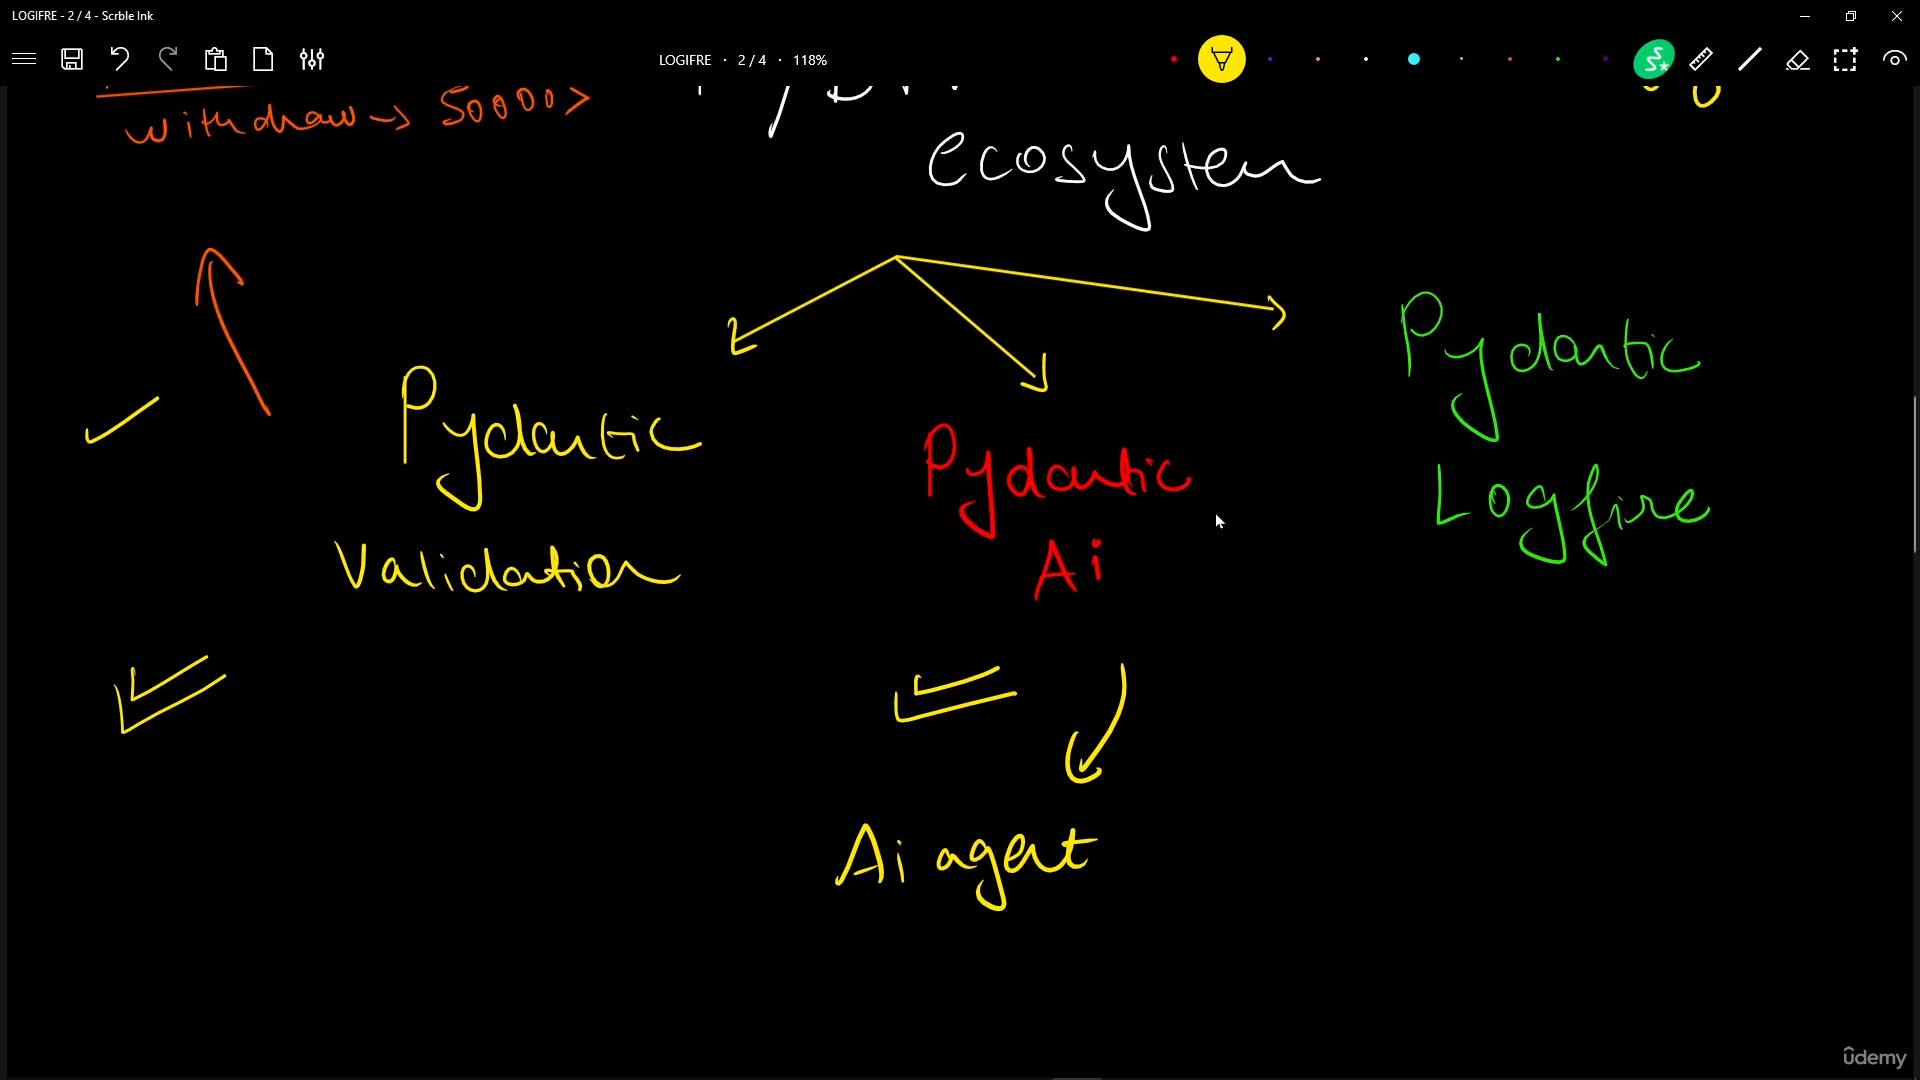 LOGIFRE - 2 / 4 - Scrble Ink
LOGIFRE · 2 / 4 · 118%
withdraw → 50000>
ecosystem
Pydantic
Validation
Pydantic
Ai
Pydantic
Logfire
Ai agent
ûdemy